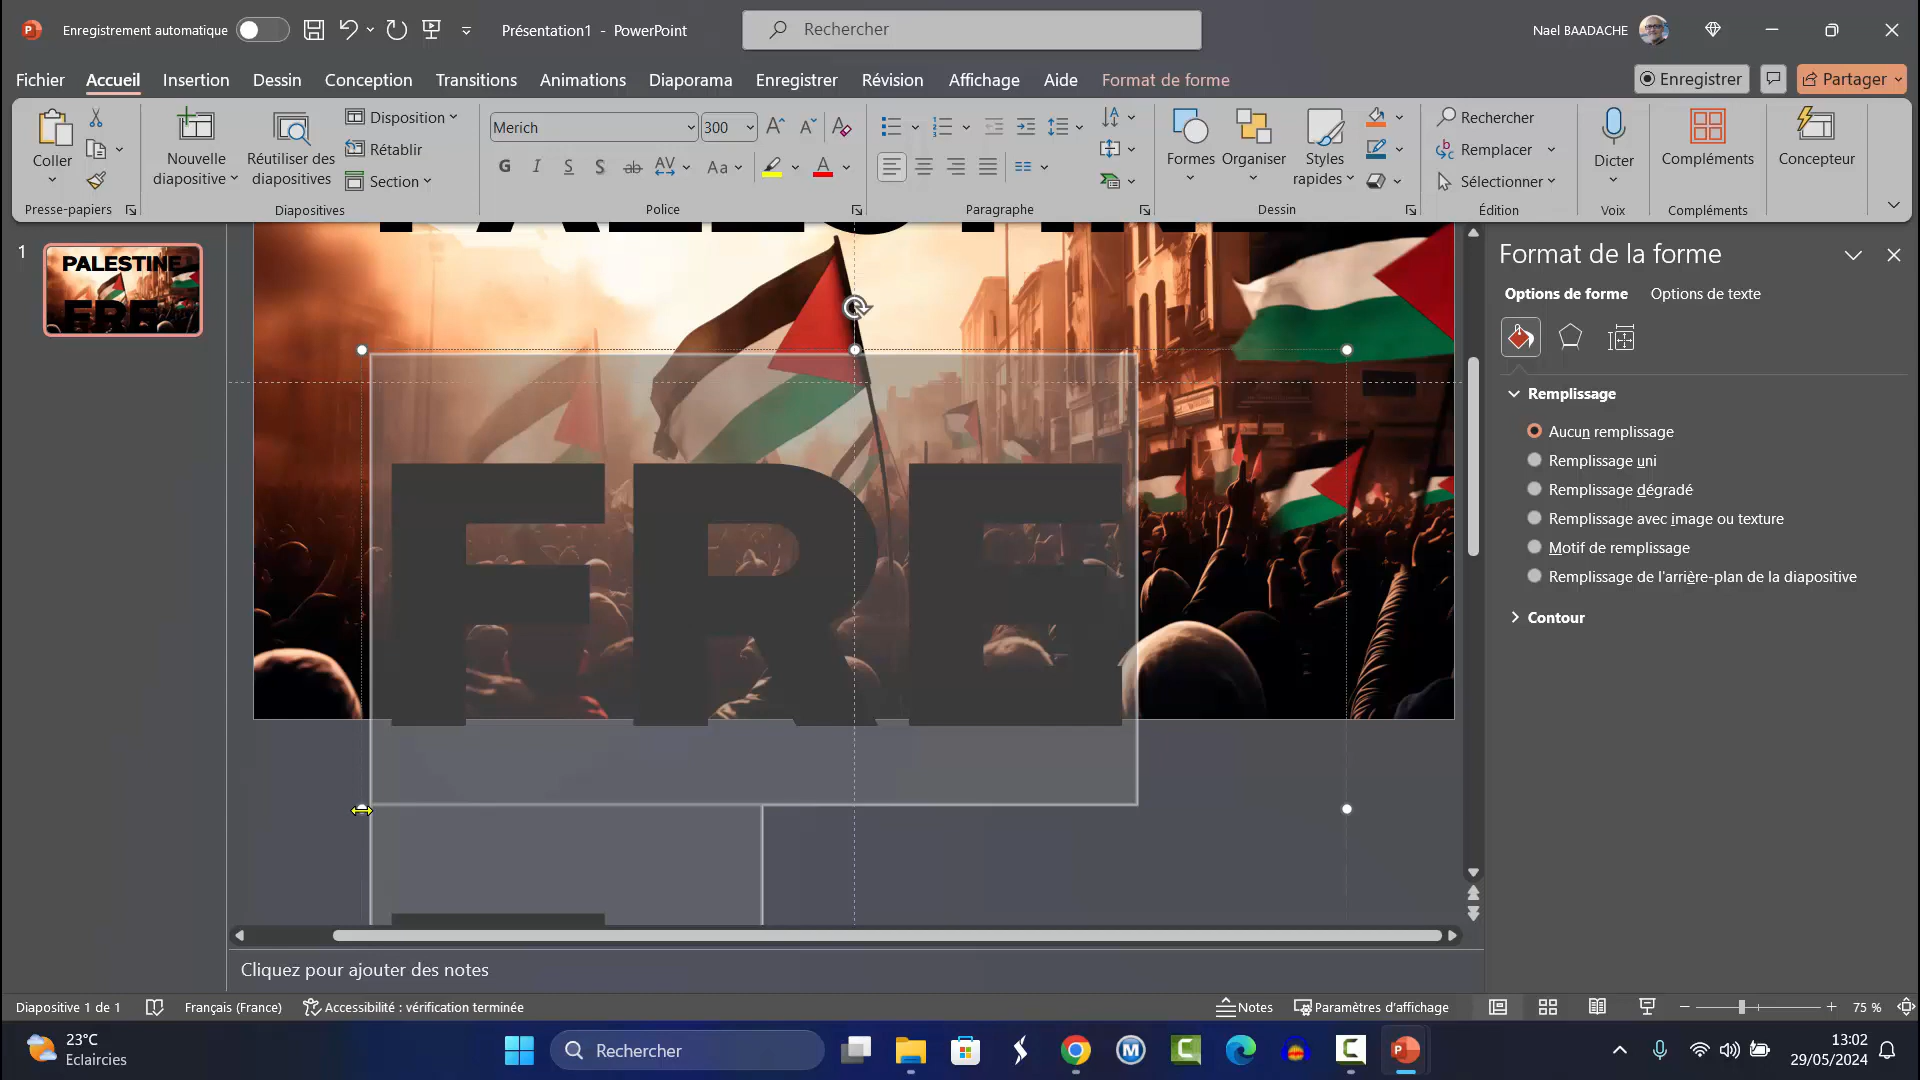 Enregistrement automatique
Présentation1 - PowerPoint
Rechercher
Nael BAADACHE
Fichier Accueil Insertion Dessin Conception Transitions Animations Diaporama Enregistrer Révision Affichage Aide Format de forme
Enregistrer
Partager
Coller
Nouvelle diapositive
Réutiliser des diapositives
Disposition
Rétablir
Section
Merich
300
G I S S ab AV Aa A
Formes
Organiser
Styles rapides
Rechercher
Remplacer
Sélectionner
Dicter
Compléments
Concepteur
Presse-papiers
Diapositives
Police
Paragraphe
Dessin
Édition
Voix
Compléments
1
PALESTINE
FRE
PALESTINE
FRE
Format de la forme
Options de forme Options de texte
Remplissage
Aucun remplissage
Remplissage uni
Remplissage dégradé
Remplissage avec image ou texture
Motif de remplissage
Remplissage de l'arrière-plan de la diapositive
Contour
Cliquez pour ajouter des notes
Diapositive 1 de 1
Français (France)
Accessibilité : vérification terminée
Notes
Paramètres d'affichage
75 %
23°C
Eclaircies
Rechercher
13:02
29/05/2024